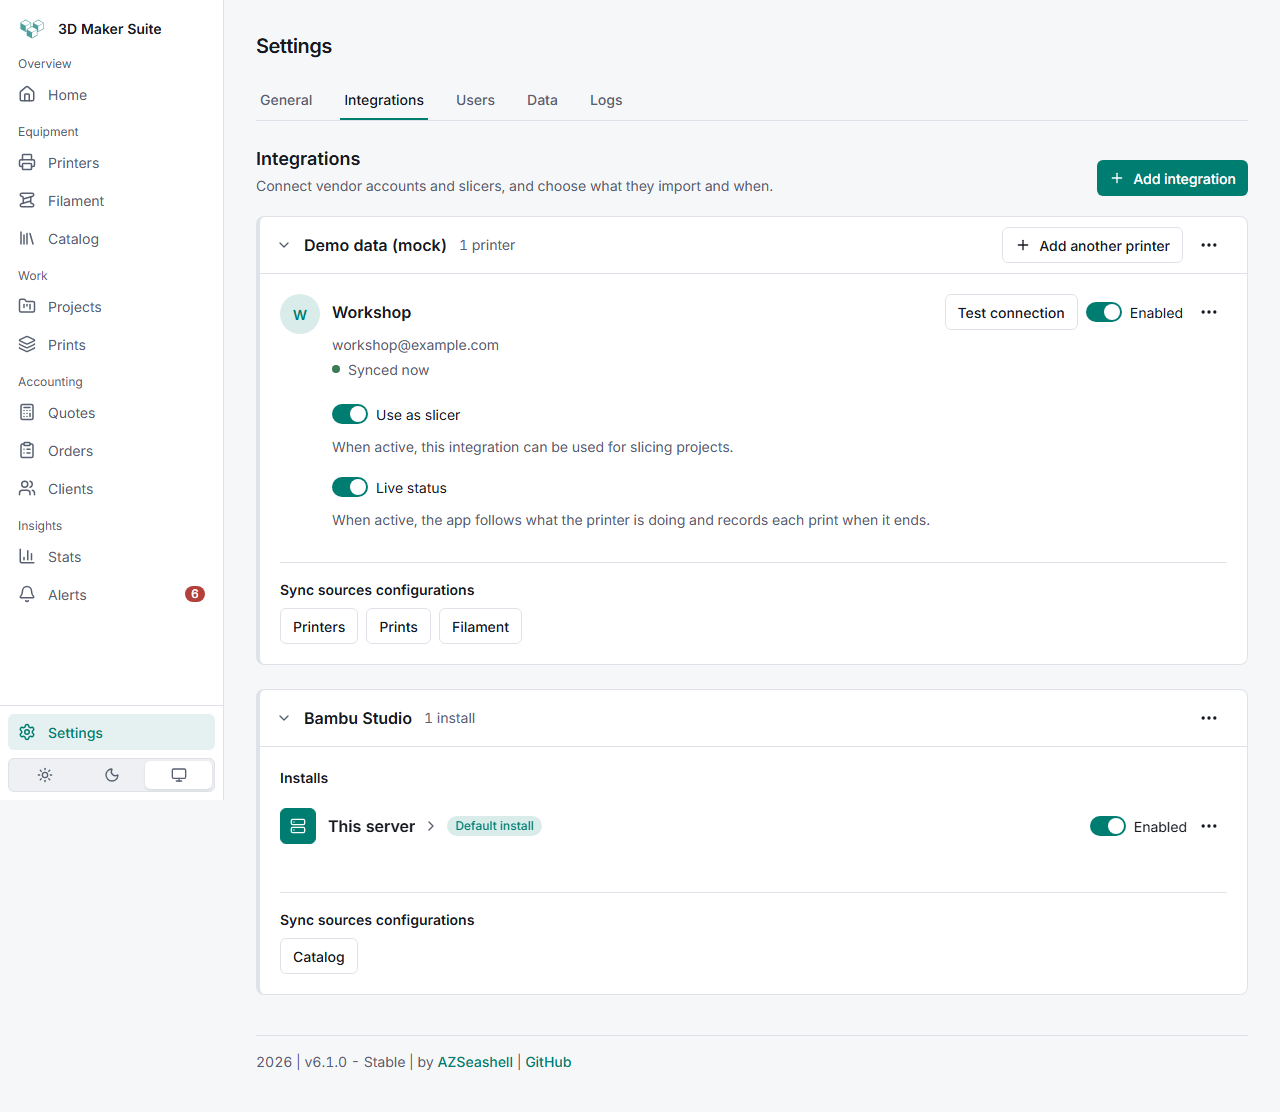 3D Maker Suite
Overview
Home
Equipment
Printers
Filament
Catalog
Work
Projects
Prints
Accounting
Quotes
Orders
Clients
Insights
Stats
Alerts 6
Settings
Settings
General Integrations Users Data Logs
Integrations
Connect vendor accounts and slicers, and choose what they import and when.
Add integration
Demo data (mock) 1 printer
Add another printer
W Workshop
Test connection Enabled
workshop@example.com
Synced now
Use as slicer
When active, this integration can be used for slicing projects.
Live status
When active, the app follows what the printer is doing and records each print when it ends.
Sync sources configurations
Printers Prints Filament
Bambu Studio 1 install
Installs
This server Default install Enabled
Sync sources configurations
Catalog
2026 | v6.1.0 - Stable | by AZSeashell | GitHub